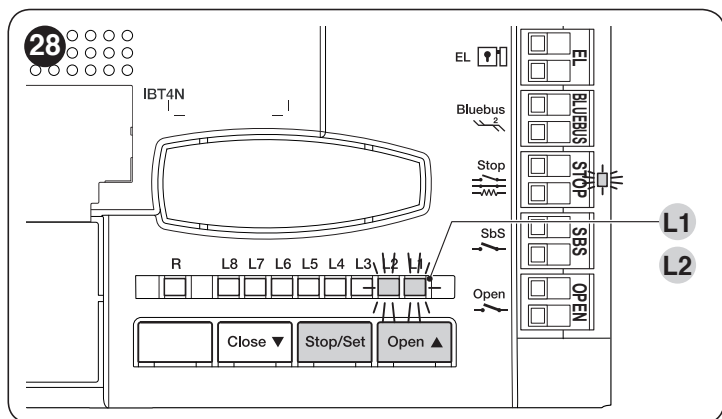 28
EL
EL
IBT4N
Bluebus
2
BLUEBUS
Stop
STOP
SbS
SBS
L1
L2
R L8 L7 L6 L5 L4 L3 L2 L1
Open
OPEN
Close ▼ Stop/Set Open ▲